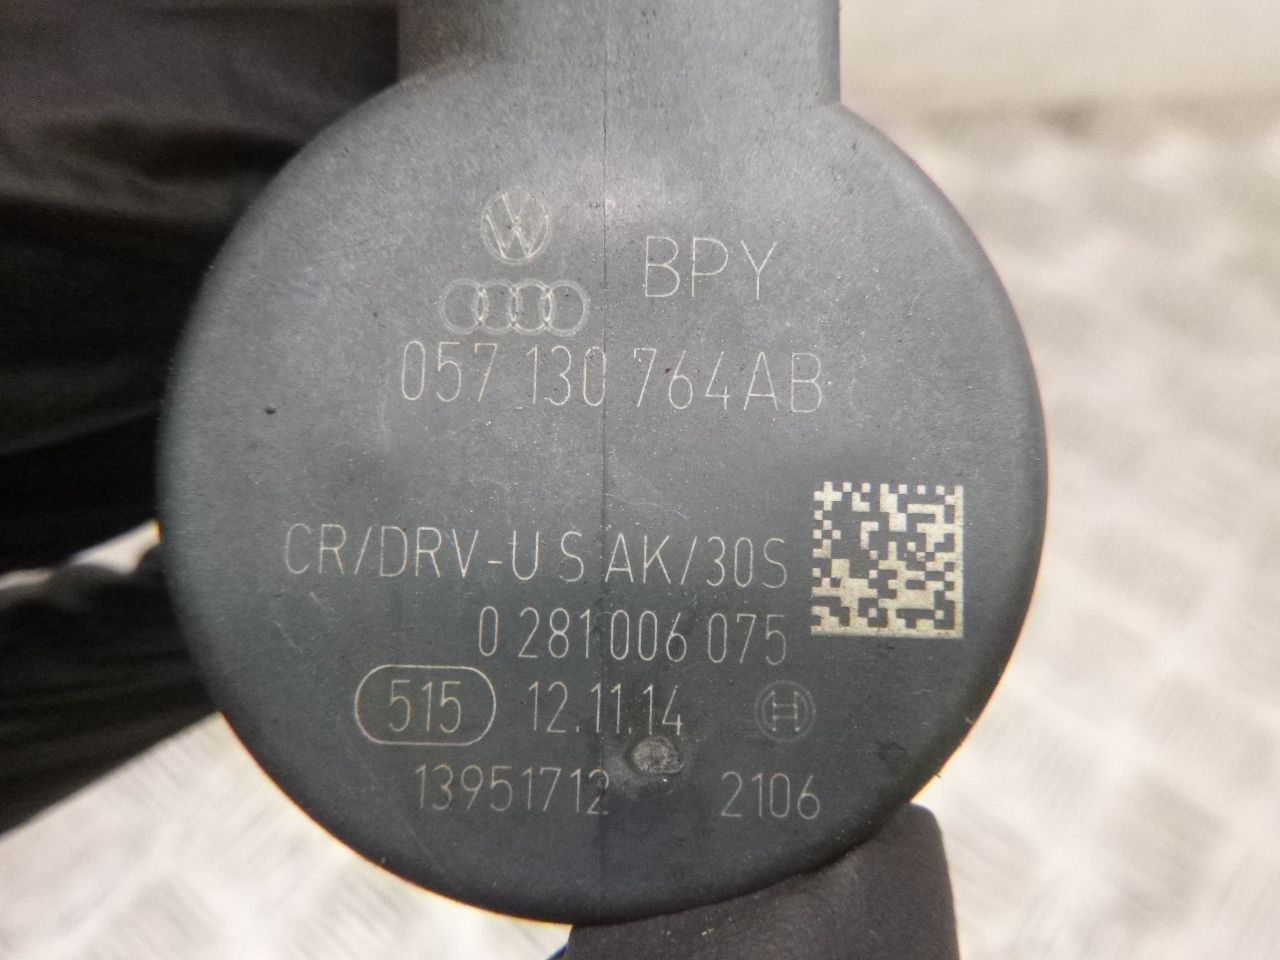 BPY
057 130 764AB
CR/DRV-U S AK/30S
0 281 006 075
515 12.11.14
13951712 2106